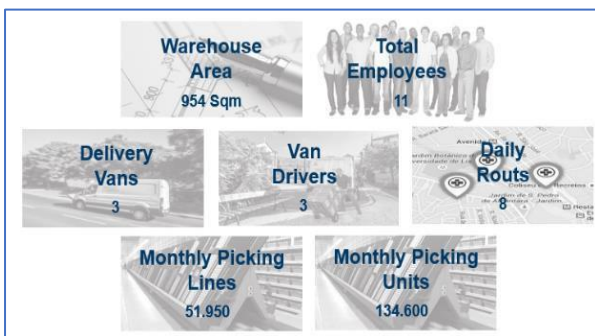 Warehouse
Area
954 Sqm
Total
Employees
11
Delivery
Vans
3
Van
Drivers
3
Daily
Routs
8
Monthly Picking
Lines
51.950
Monthly Picking
Units
134.600